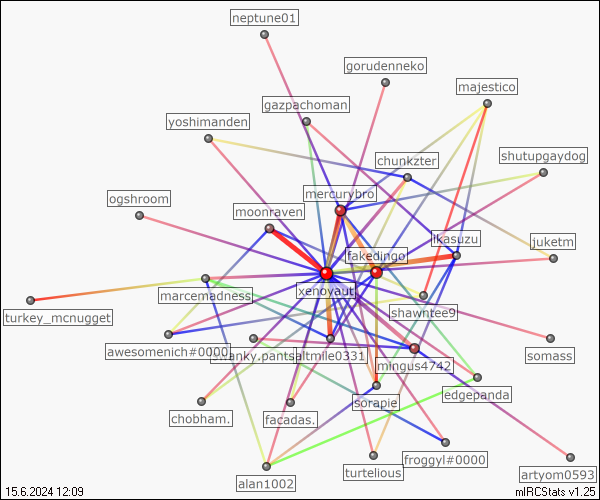 neptune01
gorudenneko
majestico
gazpachoman
yoshimanden
chunkzter
shutupgaydog
mercurybro
ogshroom
moonraven
ikasuzu
juketm
fakedingo
xenoyaut
marcemadness
shawntee9
turkey_mcnugget
awesomenich#0000
saltmile0331
somass
mingus4742
edgepanda
sorapie
chobham.
facadas.
froggyl#0000
turtelious
alan1002
artyom0593
15.6.2024 12:09
mIRCStats v1.25